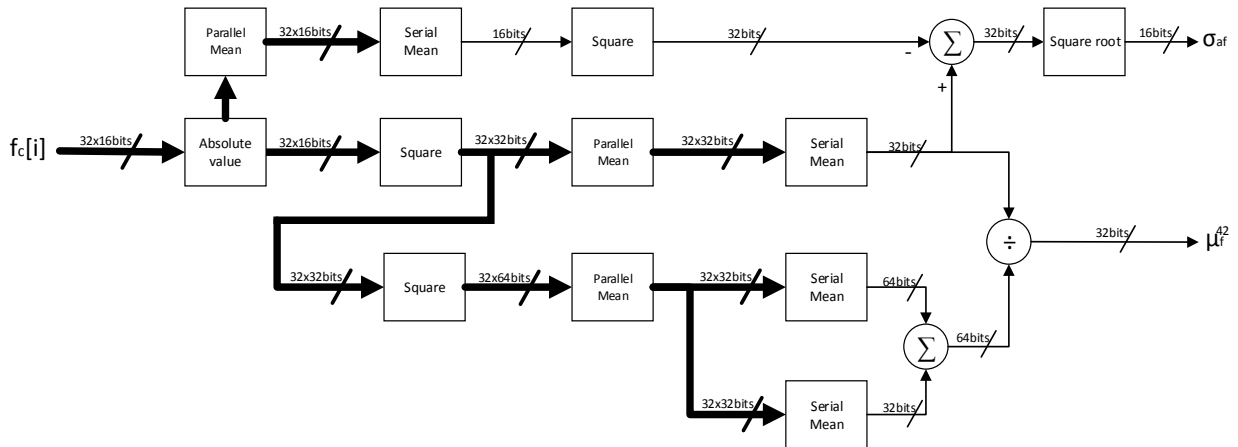 Parallel
Mean
32x16bits
Serial
Mean
16bits
Square
32bits
-
∑
32bits
Square root
16bits
σaf
+
fc[i]
32x16bits
Absolute
value
32x16bits
Square
32x32bits
Parallel
Mean
32x32bits
Serial
Mean
32bits
÷
32bits
μf42
32x32bits
Square
32x64bits
Parallel
Mean
32x32bits
Serial
Mean
64bits
∑
64bits
32x32bits
Serial
Mean
32bits